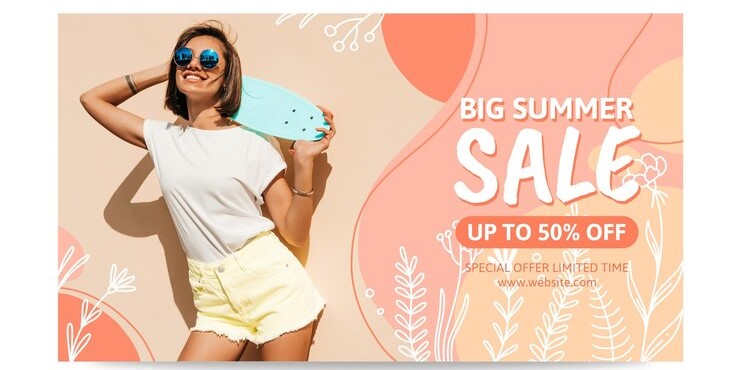 BIG SUMMER
SALE
UP TO 50% OFF
SPECIAL OFFER LIMITED TIME
www.website.com